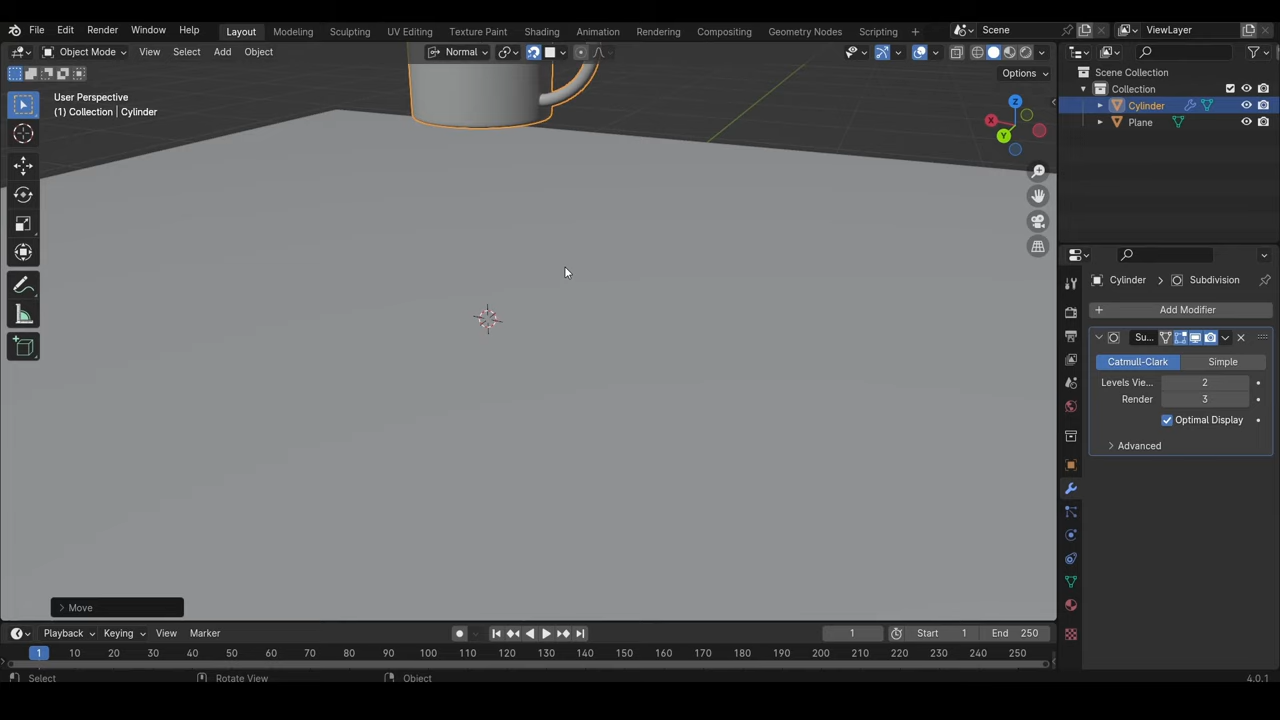 File Edit Render Window Help Layout Modeling Sculpting UV Editing Texture Paint Shading Animation Rendering Compositing Geometry Nodes Scripting + Scene ViewLayer
Object Mode View Select Add Object Normal
Options
Scene Collection
Collection
Cylinder
Plane
User Perspective
(1) Collection | Cylinder
Z
X
Y
Cylinder > Subdivision
+ Add Modifier
Su...
Catmull-Clark Simple
Levels Vie... 2
Render 3
Optimal Display
Advanced
> Move
Playback Keying View Marker 1 Start 1 End 250
1 10 20 30 40 50 60 70 80 90 100 110 120 130 140 150 160 170 180 190 200 210 220 230 240 250
Select Rotate View Object 4.0.1